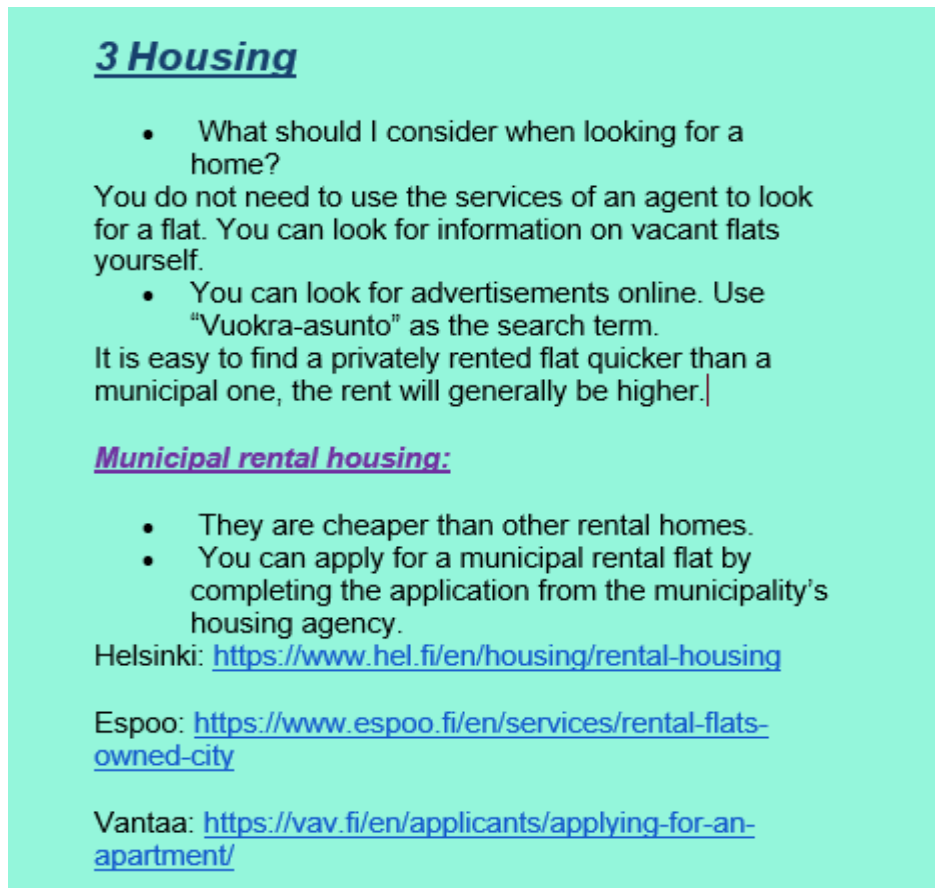 3 Housing
• What should I consider when looking for a
home?
You do not need to use the services of an agent to look
for a flat. You can look for information on vacant flats
yourself.
• You can look for advertisements online. Use
“Vuokra-asunto” as the search term.
It is easy to find a privately rented flat quicker than a
municipal one, the rent will generally be higher.
Municipal rental housing:
• They are cheaper than other rental homes.
• You can apply for a municipal rental flat by
completing the application from the municipality’s
housing agency.
Helsinki: https://www.hel.fi/en/housing/rental-housing
Espoo: https://www.espoo.fi/en/services/rental-flats-
owned-city
Vantaa: https://vav.fi/en/applicants/applying-for-an-
apartment/